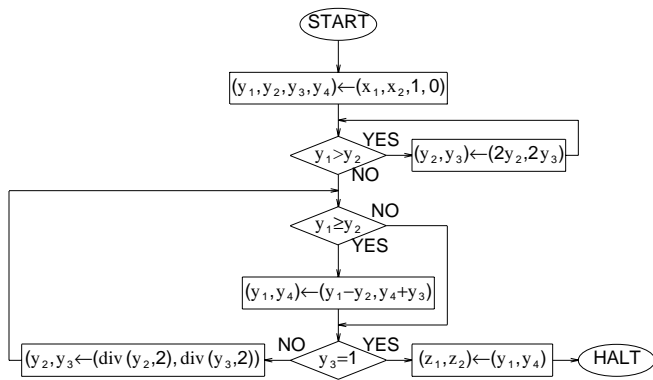 START
(y₁,y₂,y₃,y₄)←(x₁,x₂,1,0)
YES
y₁>y₂
(y₂,y₃)←(2y₂,2y₃)
NO
NO
y₁≥y₂
YES
(y₁,y₄)←(y₁−y₂,y₄+y₃)
NO
YES
(y₂,y₃←(div(y₂,2),div(y₃,2))
y₃=1
(z₁,z₂)←(y₁,y₄)
HALT